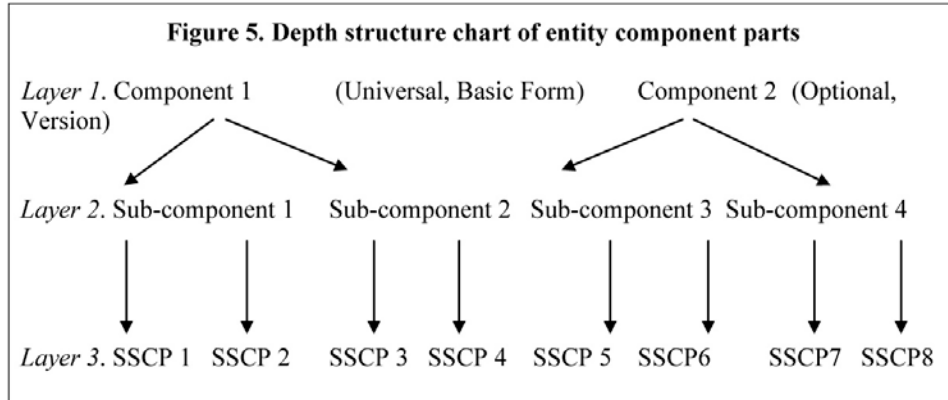 Figure 5. Depth structure chart of entity component parts
Layer 1. Component 1 (Universal, Basic Form) Component 2 (Optional,
Version)
Layer 2. Sub-component 1 Sub-component 2 Sub-component 3 Sub-component 4
Layer 3. SSCP 1 SSCP 2 SSCP 3 SSCP 4 SSCP 5 SSCP6 SSCP7 SSCP8